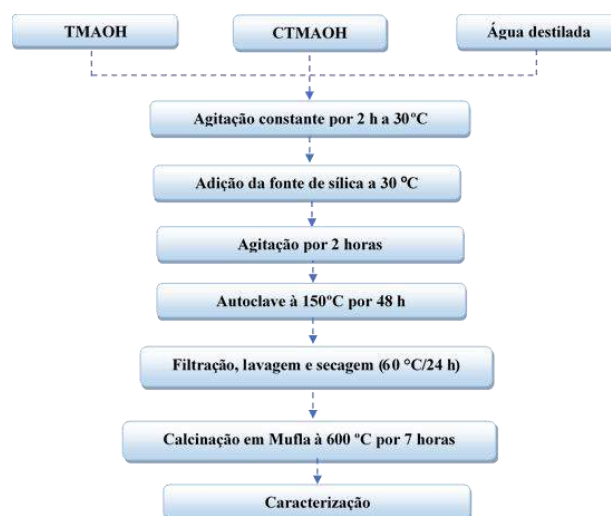 TMAOH
CTMAOH
Água destilada
Agitação constante por 2 h a 30°C
Adição da fonte de sílica a 30 °C
Agitação por 2 horas
Autoclave à 150°C por 48 h
Filtração, lavagem e secagem (60 °C/24 h)
Calcinação em Mufla à 600 °C por 7 horas
Caracterização